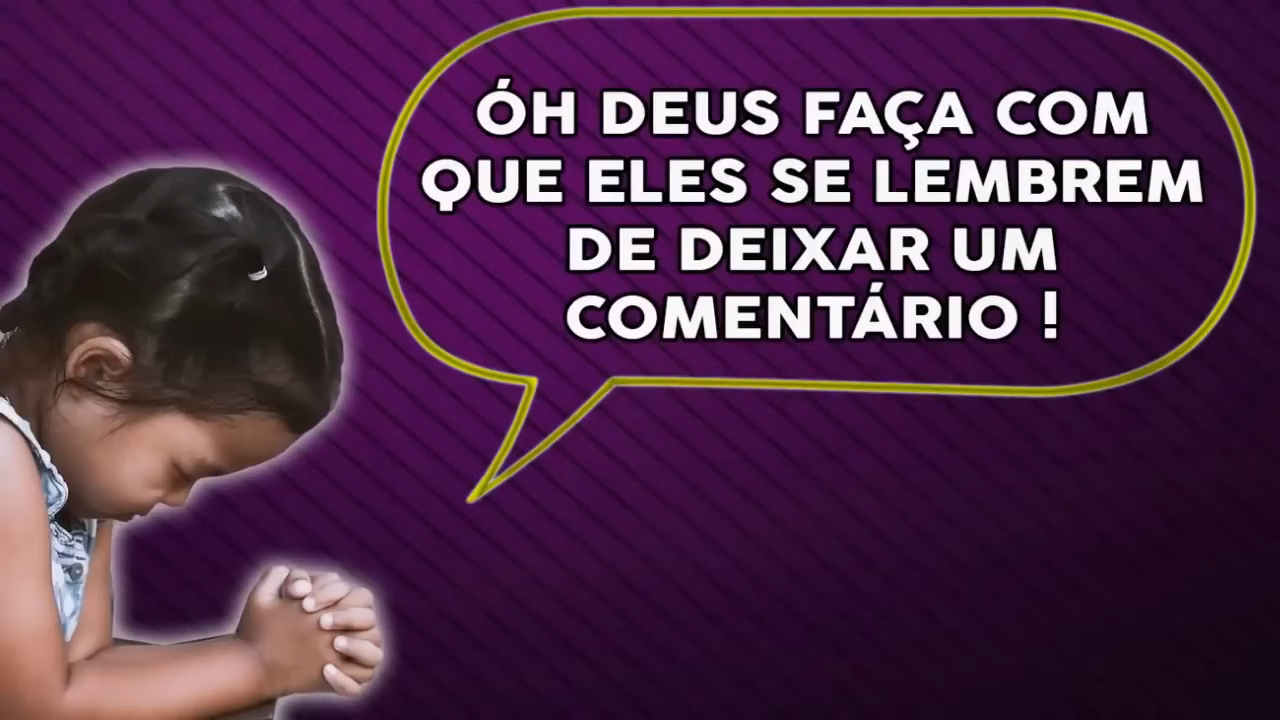 ÓH DEUS FAÇA COM
QUE ELES SE LEMBREM
DE DEIXAR UM
COMENTÁRIO !